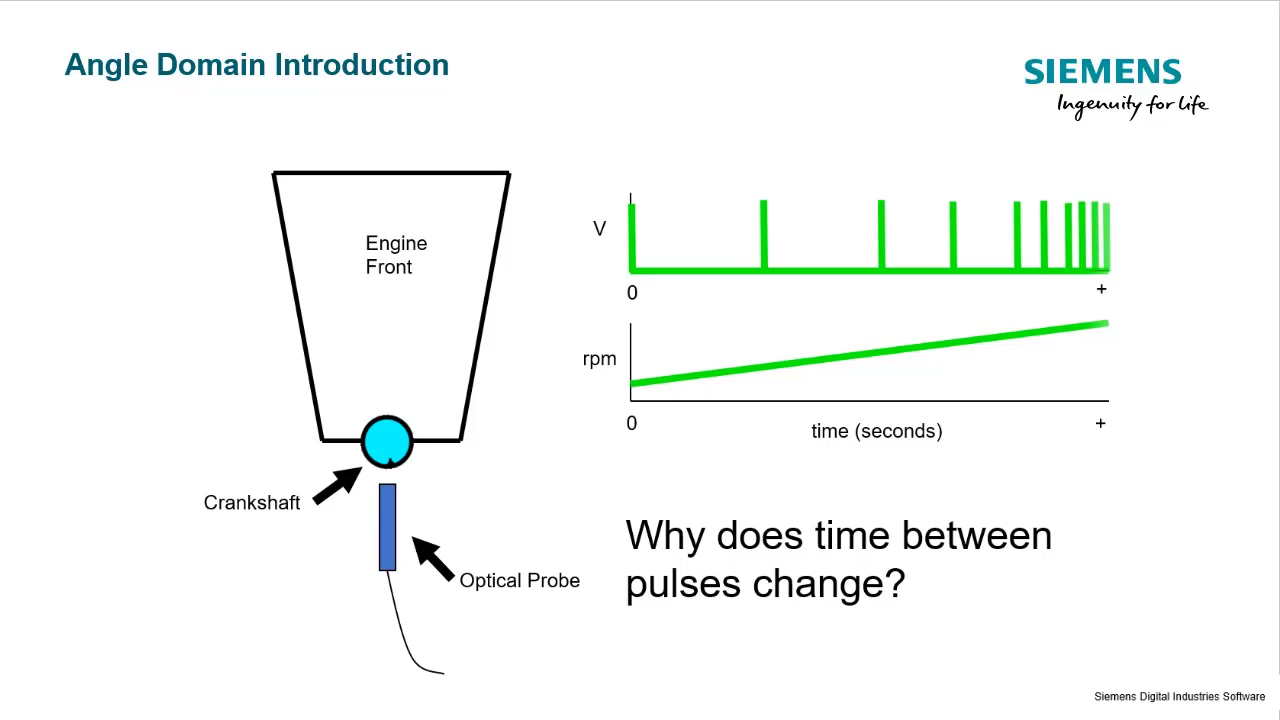 Angle Domain Introduction
SIEMENS
Ingenuity for life
Engine
Front
Crankshaft
Optical Probe
V
0
+
rpm
0
+
time (seconds)
Why does time between
pulses change?
Siemens Digital Industries Software